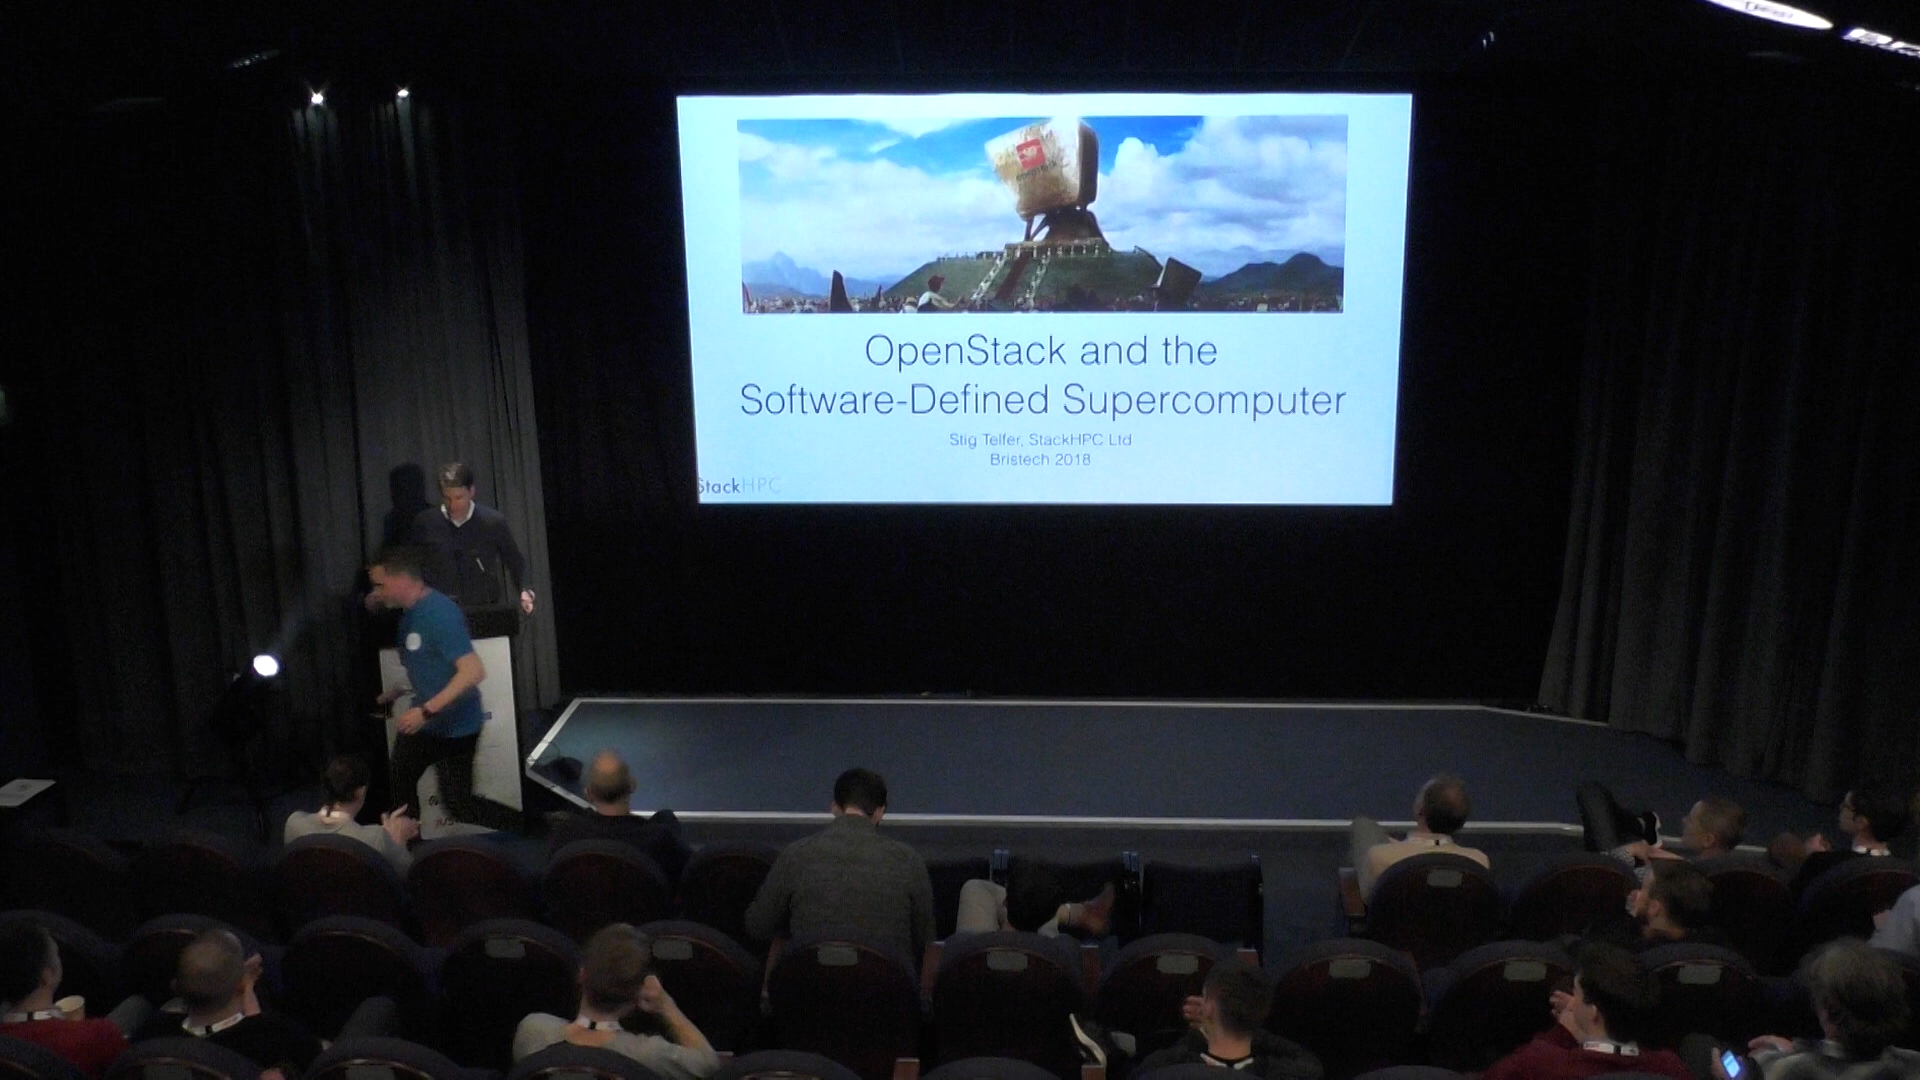 OpenStack and the
Software-Defined Supercomputer
Stig Telfer, StackHPC Ltd
Bristech 2018
StackHPC